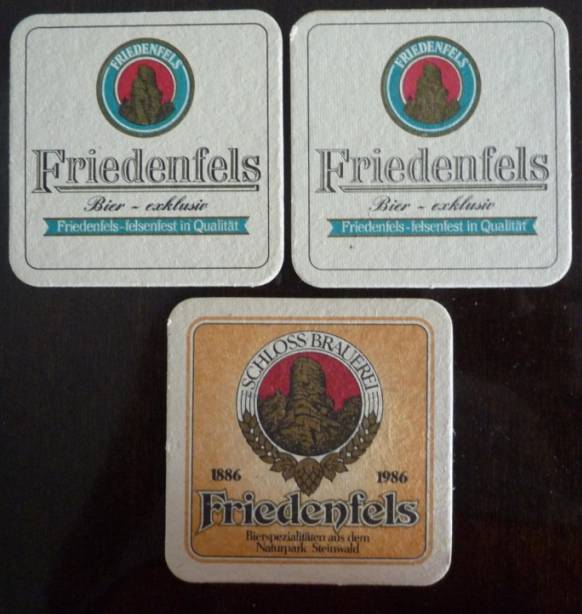 FRIEDENFELS
Friedenfels
Bier - exklusiv
Friedenfels-felsenfest in Qualität
FRIEDENFELS
Friedenfels
Bier - exklusiv
Friedenfels-felsenfest in Qualität
SCHLOSS BRAUEREI
1886 1986
Friedenfels
Bierspezialitäten aus dem
Naturpark Steinwald